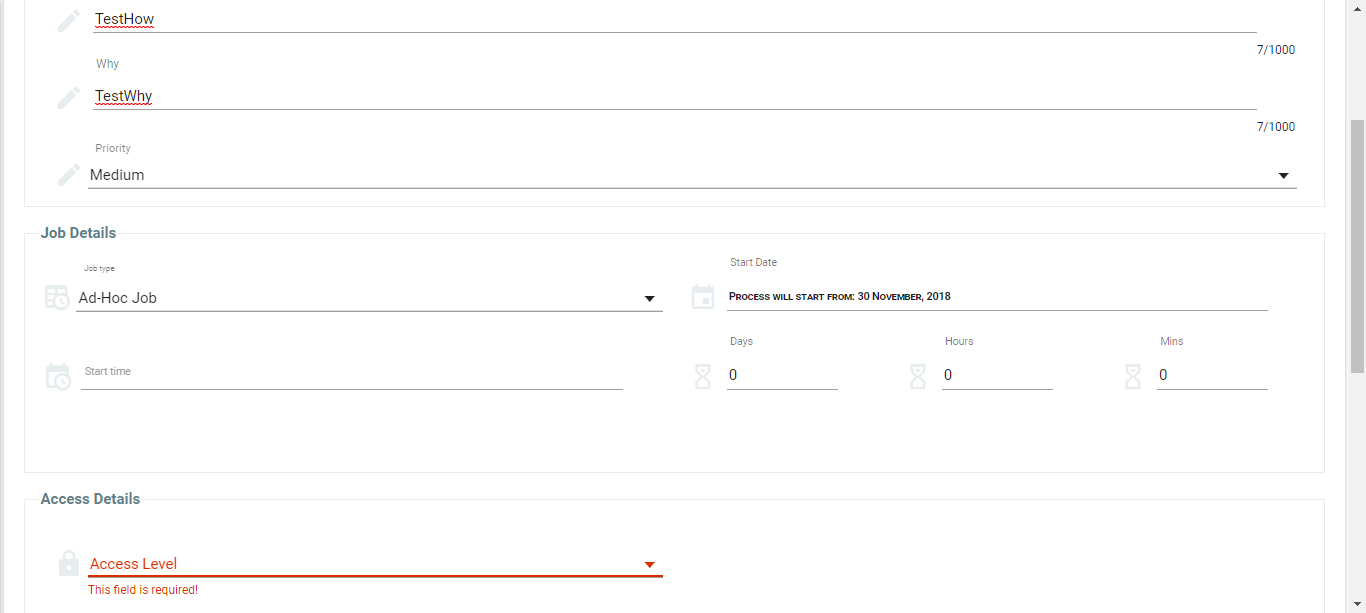 TestHow
7/1000
Why
TestWhy
7/1000
Priority
Medium
Job Details
Job type
Ad-Hoc Job
Start Date
Process will start from: 30 November, 2018
Start time
Days
Hours
Mins
0
0
0
Access Details
Access Level
This field is required!